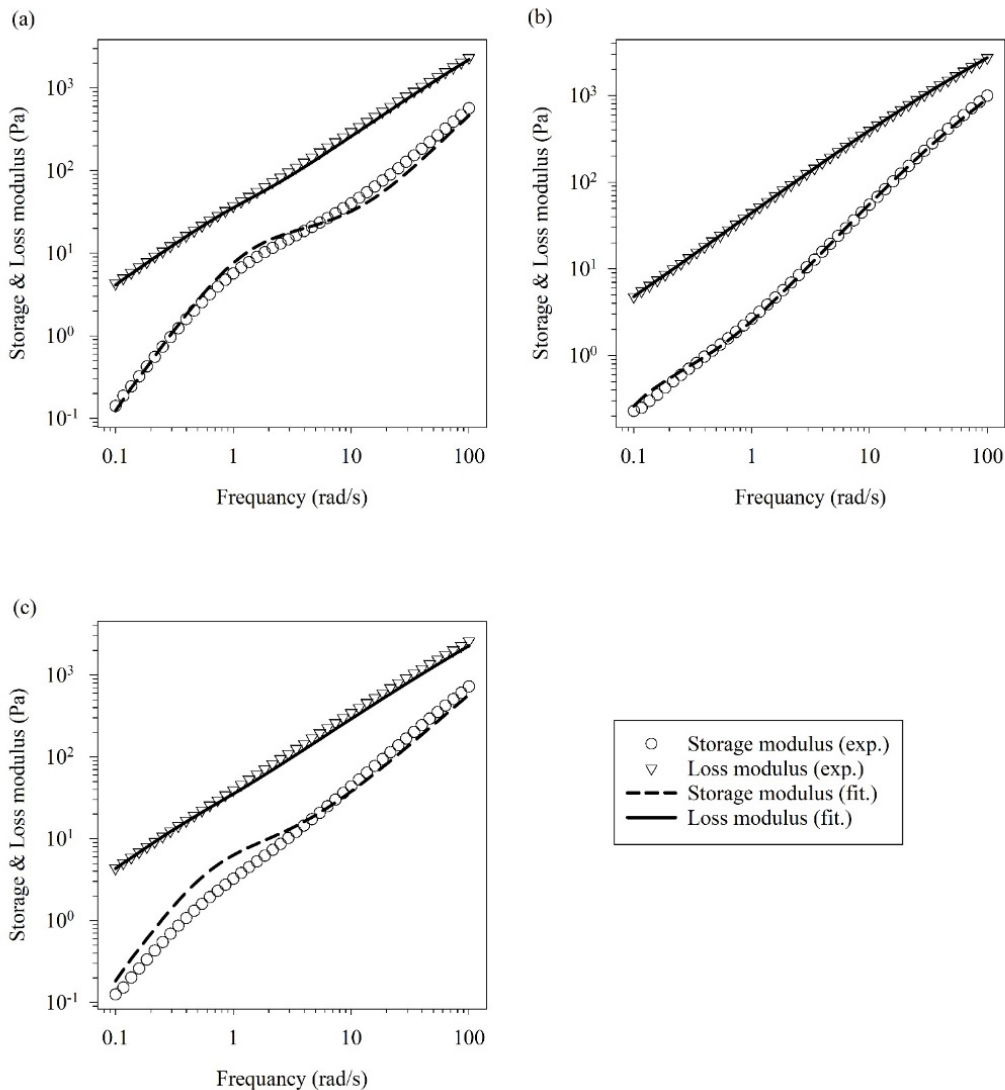 (a)
Storage & Loss modulus (Pa)
10³
10²
10¹
10⁰
10⁻¹
0.1 1 10 100
Frequancy (rad/s)
(b)
Storage & Loss modulus (Pa)
10³
10²
10¹
10⁰
0.1 1 10 100
Frequancy (rad/s)
(c)
Storage & Loss modulus (Pa)
10³
10²
10¹
10⁰
10⁻¹
0.1 1 10 100
Frequancy (rad/s)
Storage modulus (exp.)
Loss modulus (exp.)
Storage modulus (fit.)
Loss modulus (fit.)